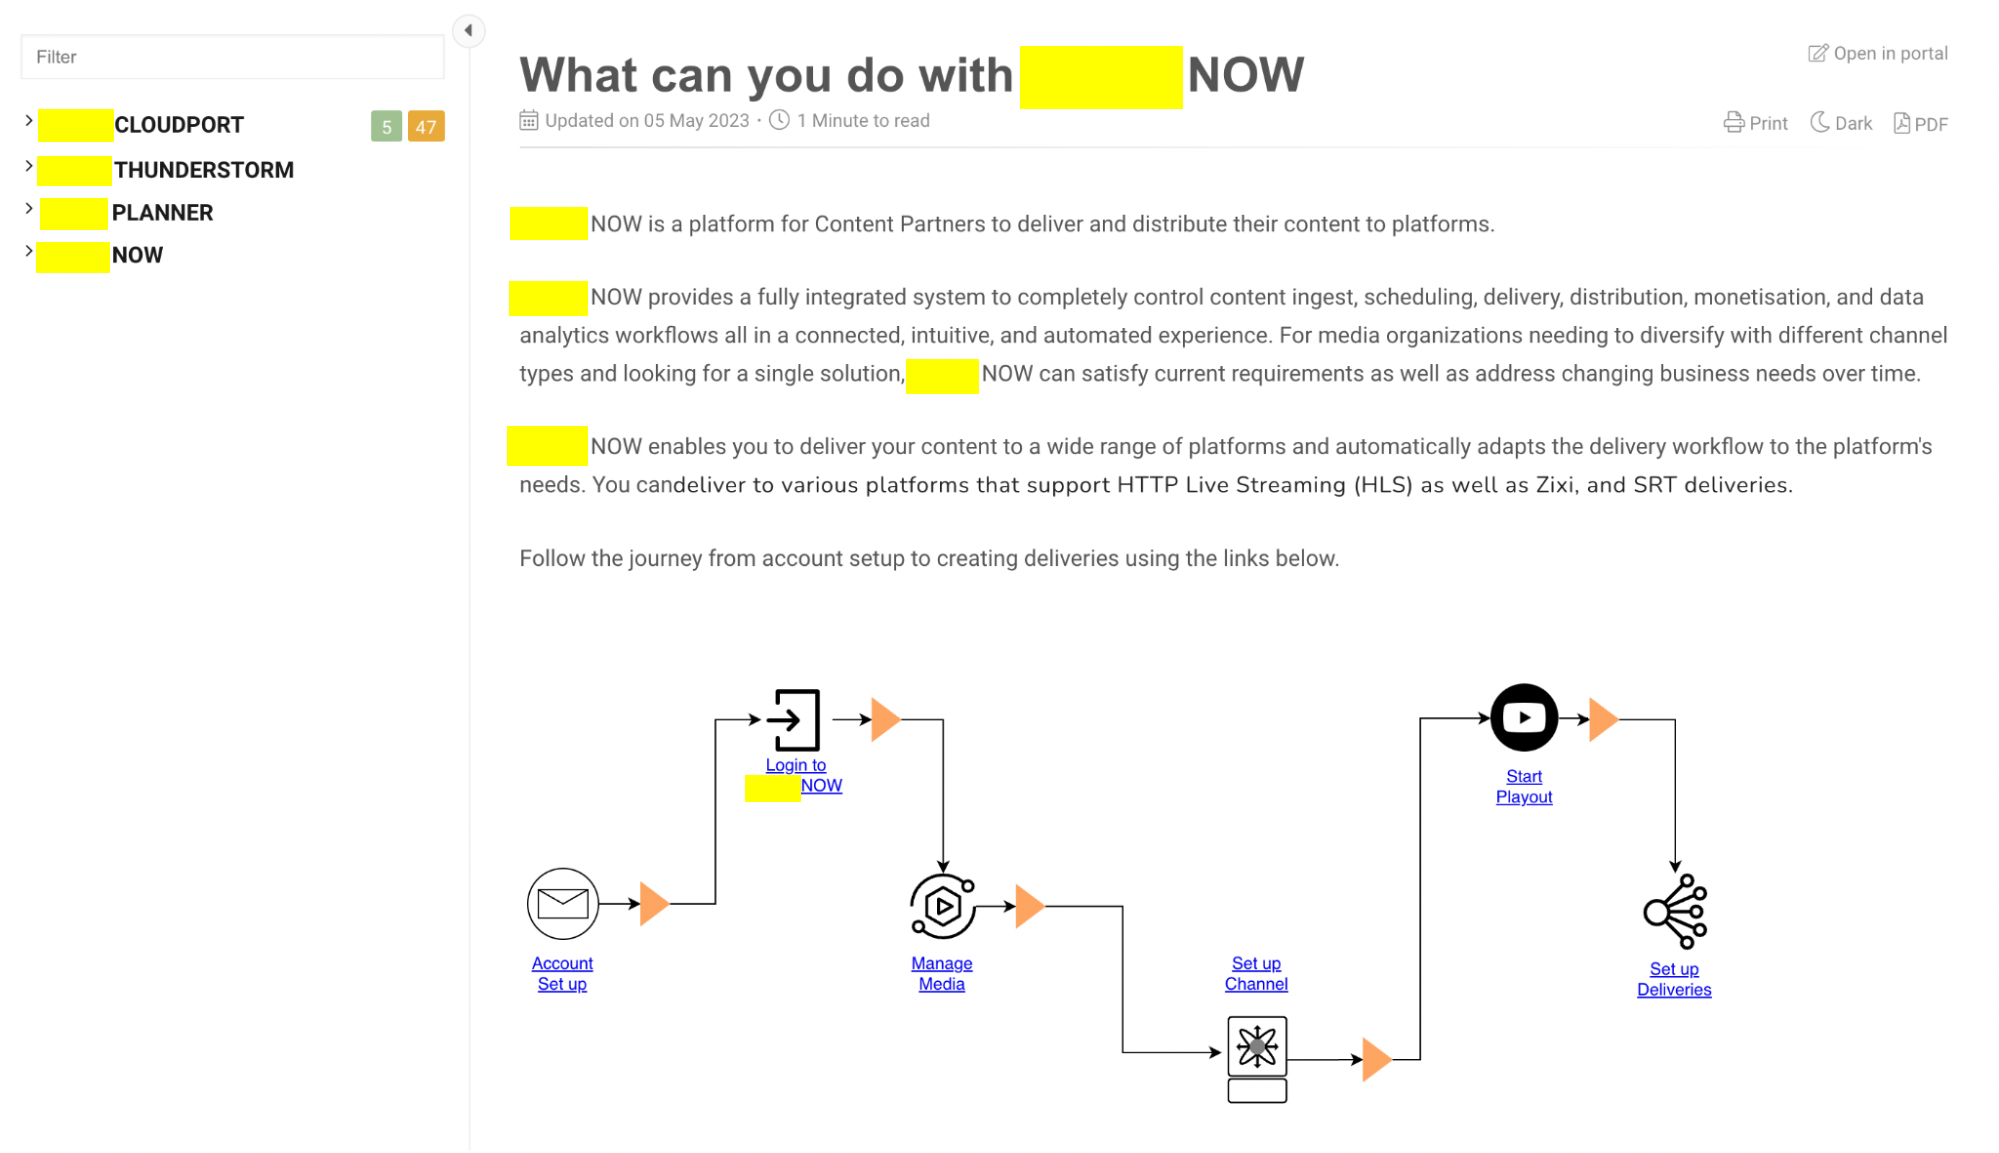 Filter
CLOUDPORT 5 47
THUNDERSTORM
PLANNER
NOW
Open in portal
What can you do with NOW
Updated on 05 May 2023 · 1 Minute to read
Print Dark PDF
NOW is a platform for Content Partners to deliver and distribute their content to platforms.
NOW provides a fully integrated system to completely control content ingest, scheduling, delivery, distribution, monetisation, and data
analytics workflows all in a connected, intuitive, and automated experience. For media organizations needing to diversify with different channel
types and looking for a single solution, NOW can satisfy current requirements as well as address changing business needs over time.
NOW enables you to deliver your content to a wide range of platforms and automatically adapts the delivery workflow to the platform's
needs. You candeliver to various platforms that support HTTP Live Streaming (HLS) as well as Zixi, and SRT deliveries.
Follow the journey from account setup to creating deliveries using the links below.
Login to
NOW
Start
Playout
Account
Set up
Manage
Media
Set up
Channel
Set up
Deliveries